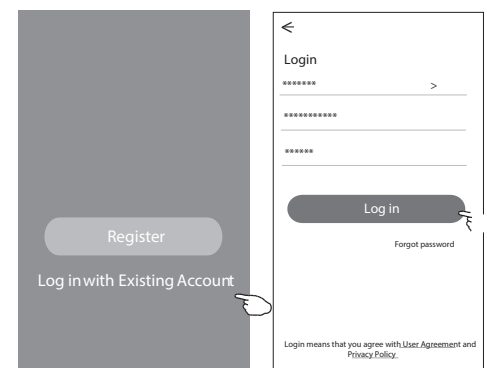 Register
Log in with Existing Account
Login
******* >
***********
******
Log in
Forgot password
Login means that you agree with User Agreement and
Privacy Policy